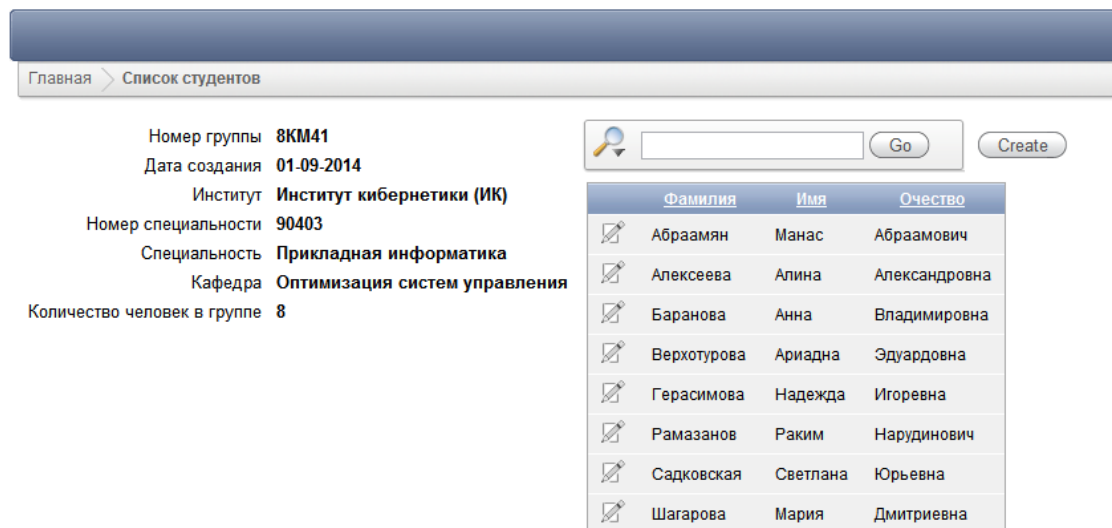 Главная Список студентов
Номер группы 8КМ41
Дата создания 01-09-2014
Институт Институт кибернетики (ИК)
Номер специальности 90403
Специальность Прикладная информатика
Кафедра Оптимизация систем управления
Количество человек в группе 8
Go Create
Фамилия Имя Очество
Абраамян Манас Абраамович
Алексеева Алина Александровна
Баранова Анна Владимировна
Верхотурова Ариадна Эдуардовна
Герасимова Надежда Игоревна
Рамазанов Раким Нарудинович
Садковская Светлана Юрьевна
Шагарова Мария Дмитриевна